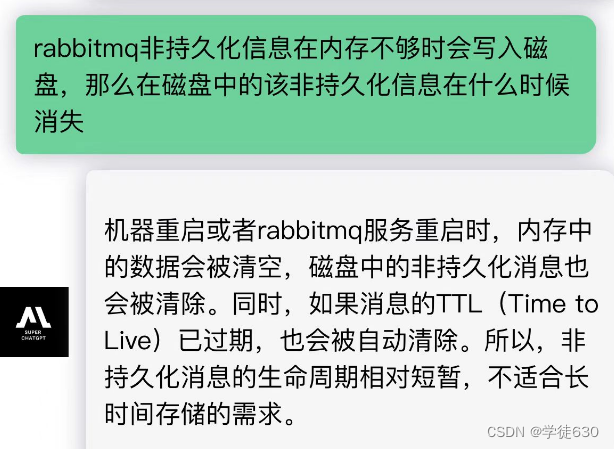 rabbitmq非持久化信息在内存不够时会写入磁
盘，那么在磁盘中的该非持久化信息在什么时候
消失
机器重启或者rabbitmq服务重启时，内存中
的数据会被清空，磁盘中的非持久化消息也
会被清除。同时，如果消息的TTL（Time to
Live）已过期，也会被自动清除。所以，非
持久化消息的生命周期相对短暂，不适合长
时间存储的需求。
SUPER
CHATGPT
CSDN @学徒630